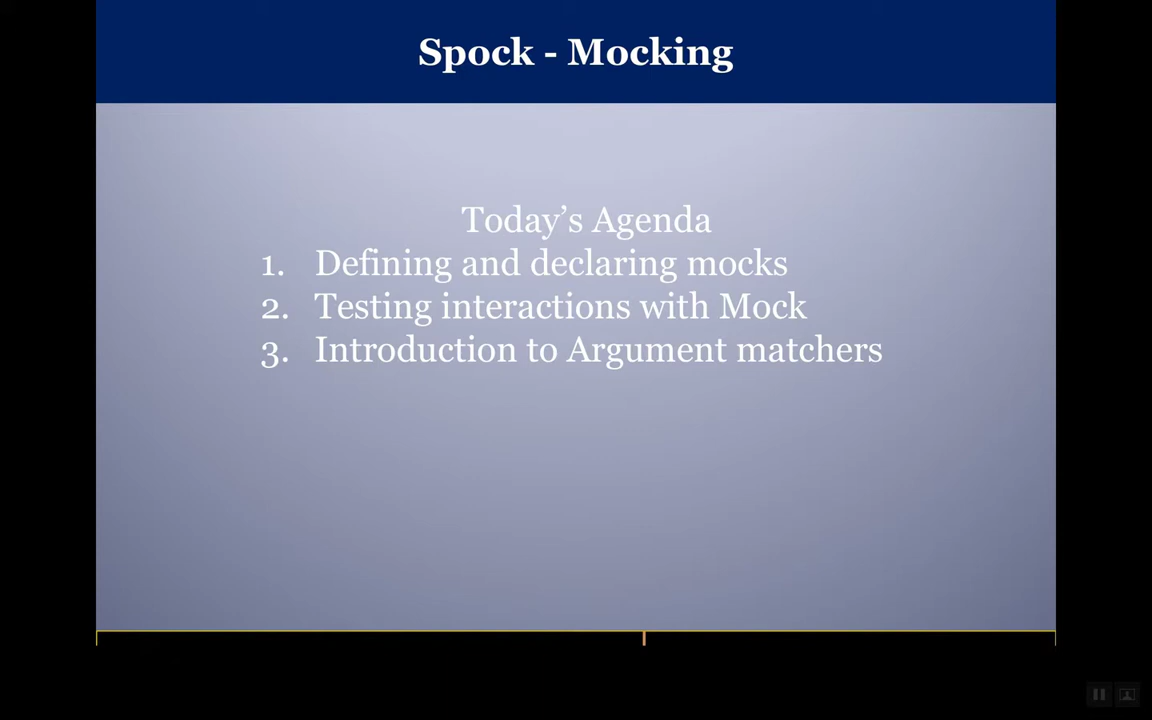 Spock - Mocking
Today’s Agenda
1. Defining and declaring mocks
2. Testing interactions with Mock
3. Introduction to Argument matchers